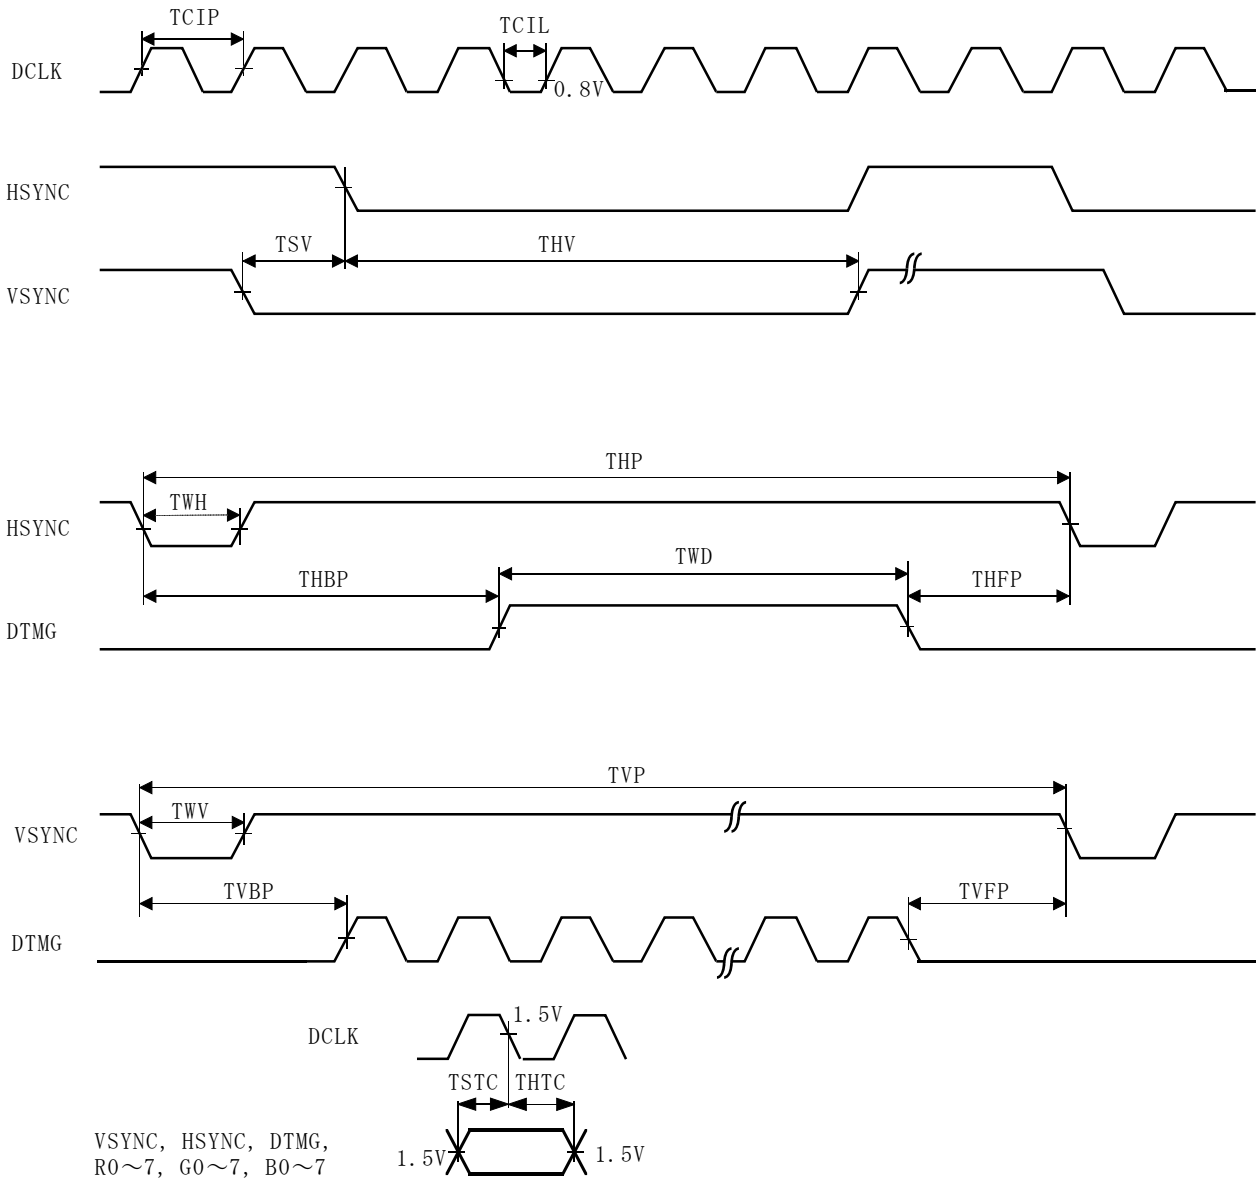 TCIP
TCIL
DCLK
0.8V
HSYNC
TSV
THV
VSYNC
THP
TWH
HSYNC
TWD
THBP
THFP
DTMG
TVP
TWV
VSYNC
TVBP
TVFP
DTMG
1.5V
DCLK
TSTC
THTC
VSYNC, HSYNC, DTMG,
R0～7, G0～7, B0～7
1.5V
1.5V